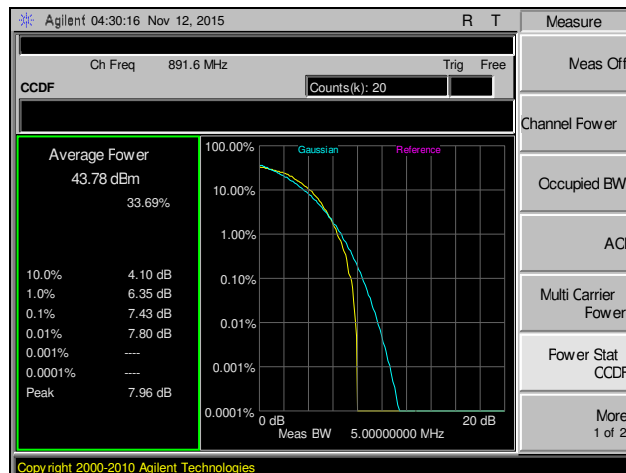 Agilent 04:30:16 Nov 12, 2015 R T
Measure
Ch Freq 891.6 MHz Trig Free
CCDF Counts(k): 20
Meas Off
Channel Fower
Occupied BW
Multi Carrier
Fower
Fower Stat
CCDF
More
1 of 2
Average Fower
43.78 dBm
33.69%
10.0% 4.10 dB
1.0% 6.35 dB
0.1% 7.43 dB
0.01% 7.80 dB
0.001% ----
0.0001% ----
Peak 7.96 dB
Gaussian Reference
100.00%
10.00%
1.00%
0.10%
0.01%
0.001%
0.0001%
0 dB 20 dB
Meas BW 5.00000000 MHz
Copyright 2000-2010 Agilent Technologies